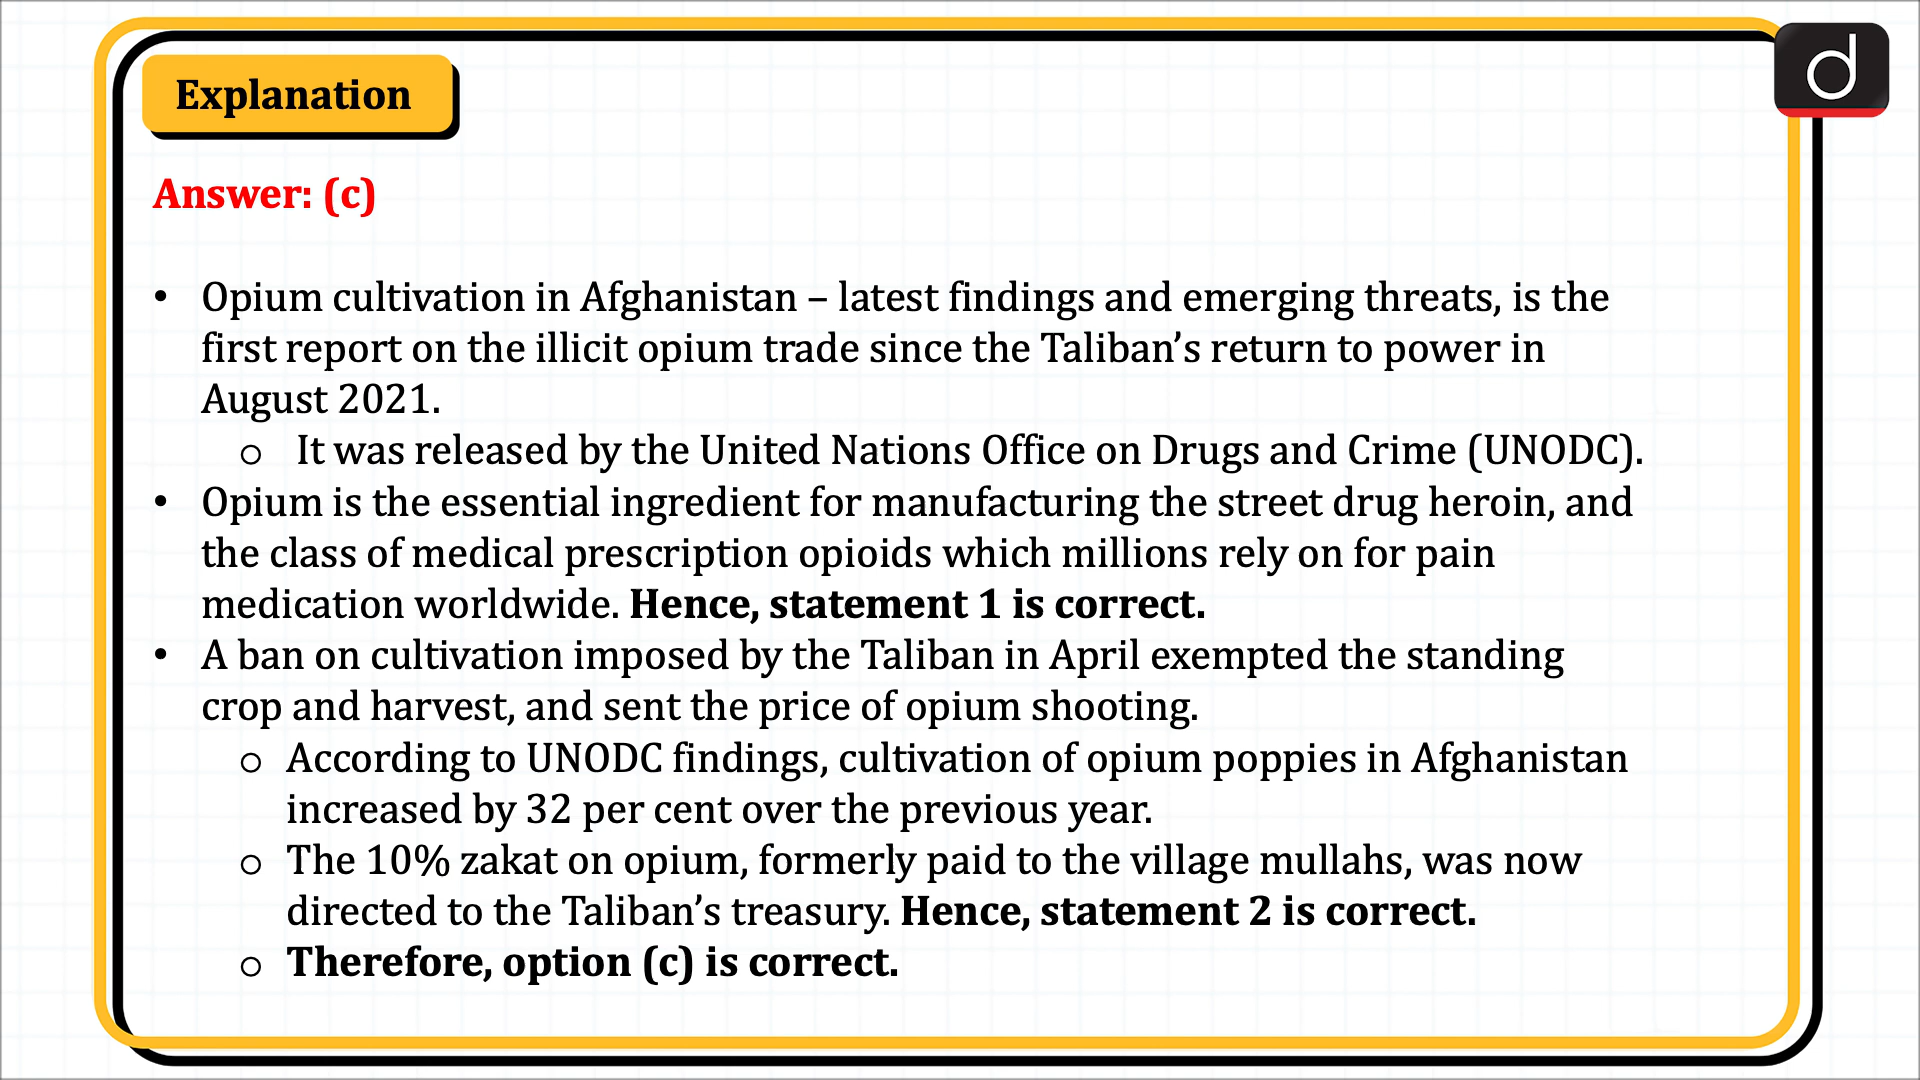 Explanation
d
Answer: (c)
• Opium cultivation in Afghanistan – latest findings and emerging threats, is the
first report on the illicit opium trade since the Taliban’s return to power in
August 2021.
o It was released by the United Nations Office on Drugs and Crime (UNODC).
• Opium is the essential ingredient for manufacturing the street drug heroin, and
the class of medical prescription opioids which millions rely on for pain
medication worldwide. Hence, statement 1 is correct.
• A ban on cultivation imposed by the Taliban in April exempted the standing
crop and harvest, and sent the price of opium shooting.
o According to UNODC findings, cultivation of opium poppies in Afghanistan
increased by 32 per cent over the previous year.
o The 10% zakat on opium, formerly paid to the village mullahs, was now
directed to the Taliban’s treasury. Hence, statement 2 is correct.
o Therefore, option (c) is correct.